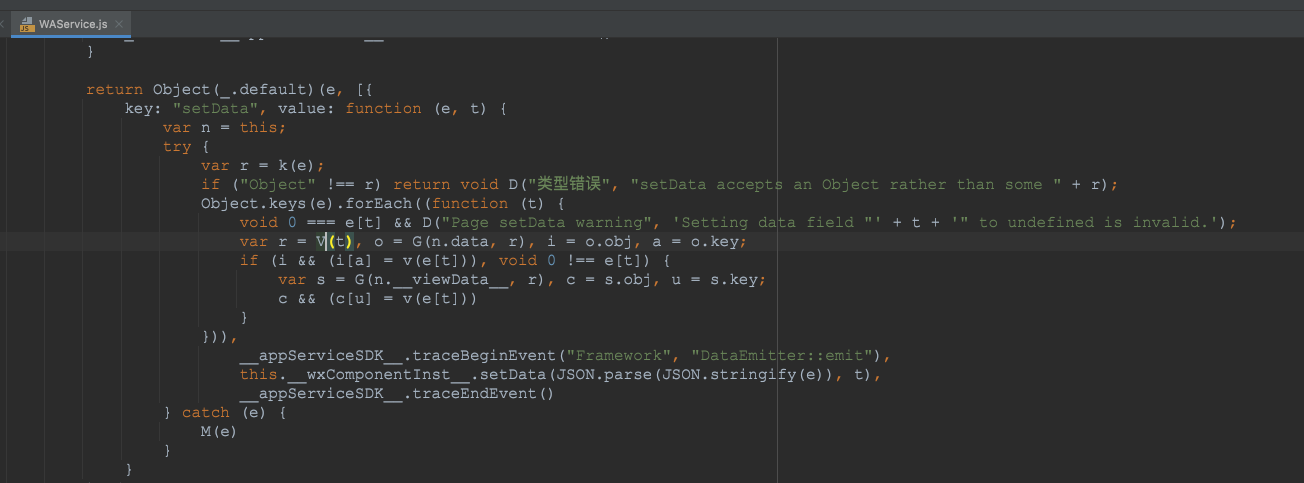 WAService.js
}
return Object(_.default)(e, [{
key: "setData", value: function (e, t) {
var n = this;
try {
var r = k(e);
if ("Object" !== r) return void D("类型错误", "setData accepts an Object rather than some " + r);
Object.keys(e).forEach((function (t) {
void 0 === e[t] && D("Page setData warning", 'Setting data field "' + t + '" to undefined is invalid.');
var r = V(t), o = G(n.data, r), i = o.obj, a = o.key;
if (i && (i[a] = v(e[t])), void 0 !== e[t]) {
var s = G(n.__viewData__, r), c = s.obj, u = s.key;
c && (c[u] = v(e[t]))
}
})),
__appServiceSDK__.traceBeginEvent("Framework", "DataEmitter::emit"),
this.__wxComponentInst__.setData(JSON.parse(JSON.stringify(e)), t),
__appServiceSDK__.traceEndEvent()
} catch (e) {
M(e)
}
}